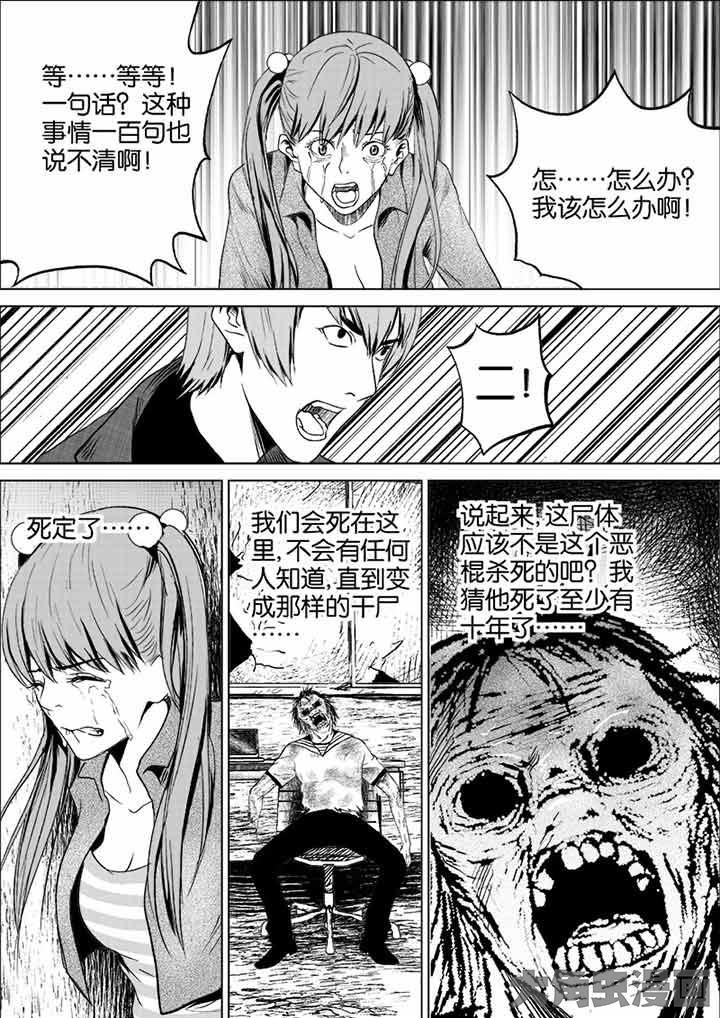 等……等等！
一句话？这种
事情一百句也
说不清啊！
怎……怎么办？
我该怎么办啊！
二！
死定了……
我们会死在这
里,不会有任何
人知道,直到变
成那样的干尸
……
说起来,这尸体
应该不是这个恶
棍杀死的吧？我
猜他死了至少有
十年了……